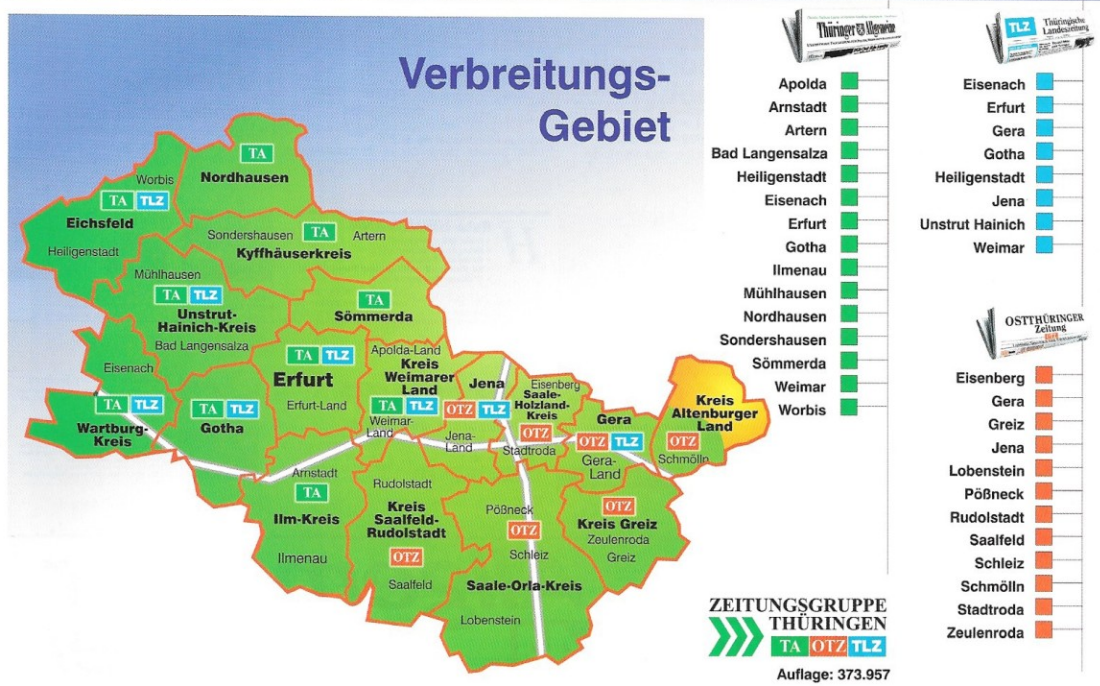 Verbreitungs-
Gebiet
TA
Nordhausen
Worbis
TA TLZ
Eichsfeld
Heiligenstadt
Sondershausen TA Artern
Kyffhäuserkreis
Mühlhausen
TA TLZ
Unstrut-
Hainich-Kreis
Bad Langensalza
TA
Sömmerda
TA TLZ
Erfurt
Erfurt-Land
Eisenach
TA TLZ
Wartburg-
Kreis
TA TLZ
Gotha
Apolda-Land
Kreis
Weimarer
Land
TA TLZ
Weimar-
Land
Jena
OTZ TLZ
Jena-
Land
Eisenberg
Saale-
Holzland-
Kreis
OTZ
Stadtroda
Gera
OTZ TLZ
Gera-
Land
Kreis
Altenburger
Land
OTZ
Schmölln
Arnstadt
TA
Ilm-Kreis
Ilmenau
Rudolstadt
Kreis
Saalfeld-
Rudolstadt
OTZ
Saalfeld
Pößneck
OTZ
Schleiz
Saale-Orla-Kreis
Lobenstein
OTZ
Kreis Greiz
Zeulenroda
Greiz
Thüringer Allgemeine
Apolda
Arnstadt
Artern
Bad Langensalza
Heiligenstadt
Eisenach
Erfurt
Gotha
Ilmenau
Mühlhausen
Nordhausen
Sondershausen
Sömmerda
Weimar
Worbis
TLZ Thüringische
Landeszeitung
Eisenach
Erfurt
Gera
Gotha
Heiligenstadt
Jena
Unstrut Hainich
Weimar
OSTTHÜRINGER
Zeitung
Eisenberg
Gera
Greiz
Jena
Lobenstein
Pößneck
Rudolstadt
Saalfeld
Schleiz
Schmölln
Stadtroda
Zeulenroda
ZEITUNGSGRUPPE
THÜRINGEN
TA OTZ TLZ
Auflage: 373.957